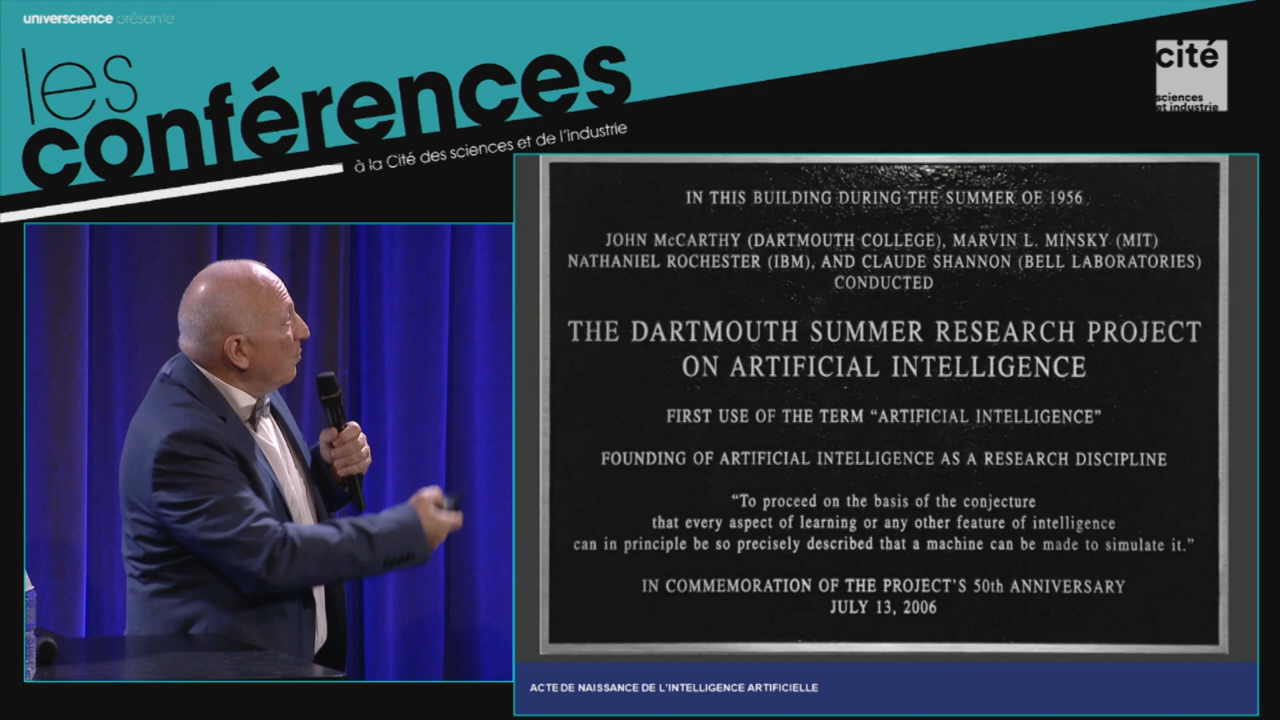 universcience présente
les
conférences
à la Cité des sciences et de l'industrie
cité
sciences
et industrie
IN THIS BUILDING DURING THE SUMMER OF 1956
JOHN McCARTHY (DARTMOUTH COLLEGE), MARVIN L. MINSKY (MIT)
NATHANIEL ROCHESTER (IBM), AND CLAUDE SHANNON (BELL LABORATORIES)
CONDUCTED
THE DARTMOUTH SUMMER RESEARCH PROJECT
ON ARTIFICIAL INTELLIGENCE
FIRST USE OF THE TERM “ARTIFICIAL INTELLIGENCE”
FOUNDING OF ARTIFICIAL INTELLIGENCE AS A RESEARCH DISCIPLINE
“To proceed on the basis of the conjecture
that every aspect of learning or any other feature of intelligence
can in principle be so precisely described that a machine can be made to simulate it.”
IN COMMEMORATION OF THE PROJECT'S 50th ANNIVERSARY
JULY 13, 2006
ACTE DE NAISSANCE DE L'INTELLIGENCE ARTIFICIELLE